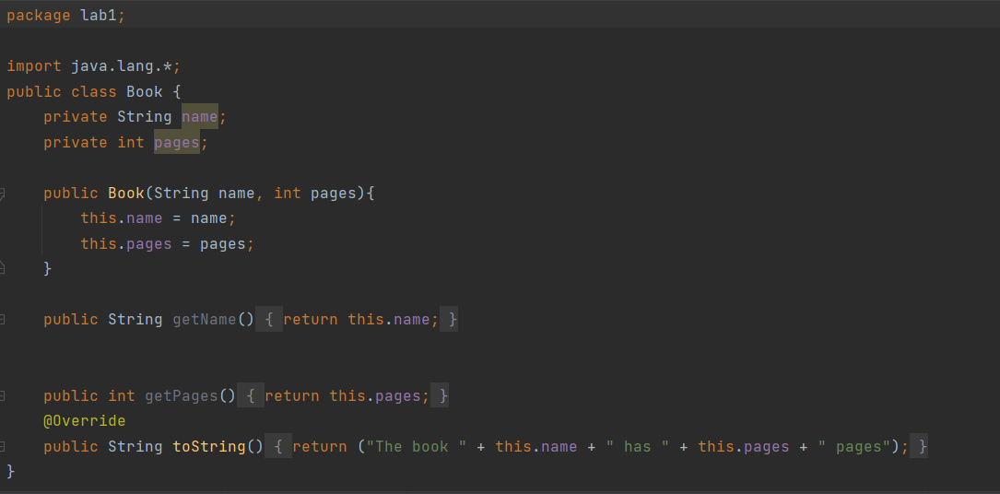 package lab1;
import java.lang.*;
public class Book {
private String name;
private int pages;
public Book(String name, int pages){
this.name = name;
this.pages = pages;
}
public String getName() { return this.name; }
public int getPages() { return this.pages; }
@Override
public String toString() { return ("The book " + this.name + " has " + this.pages + " pages"); }
}